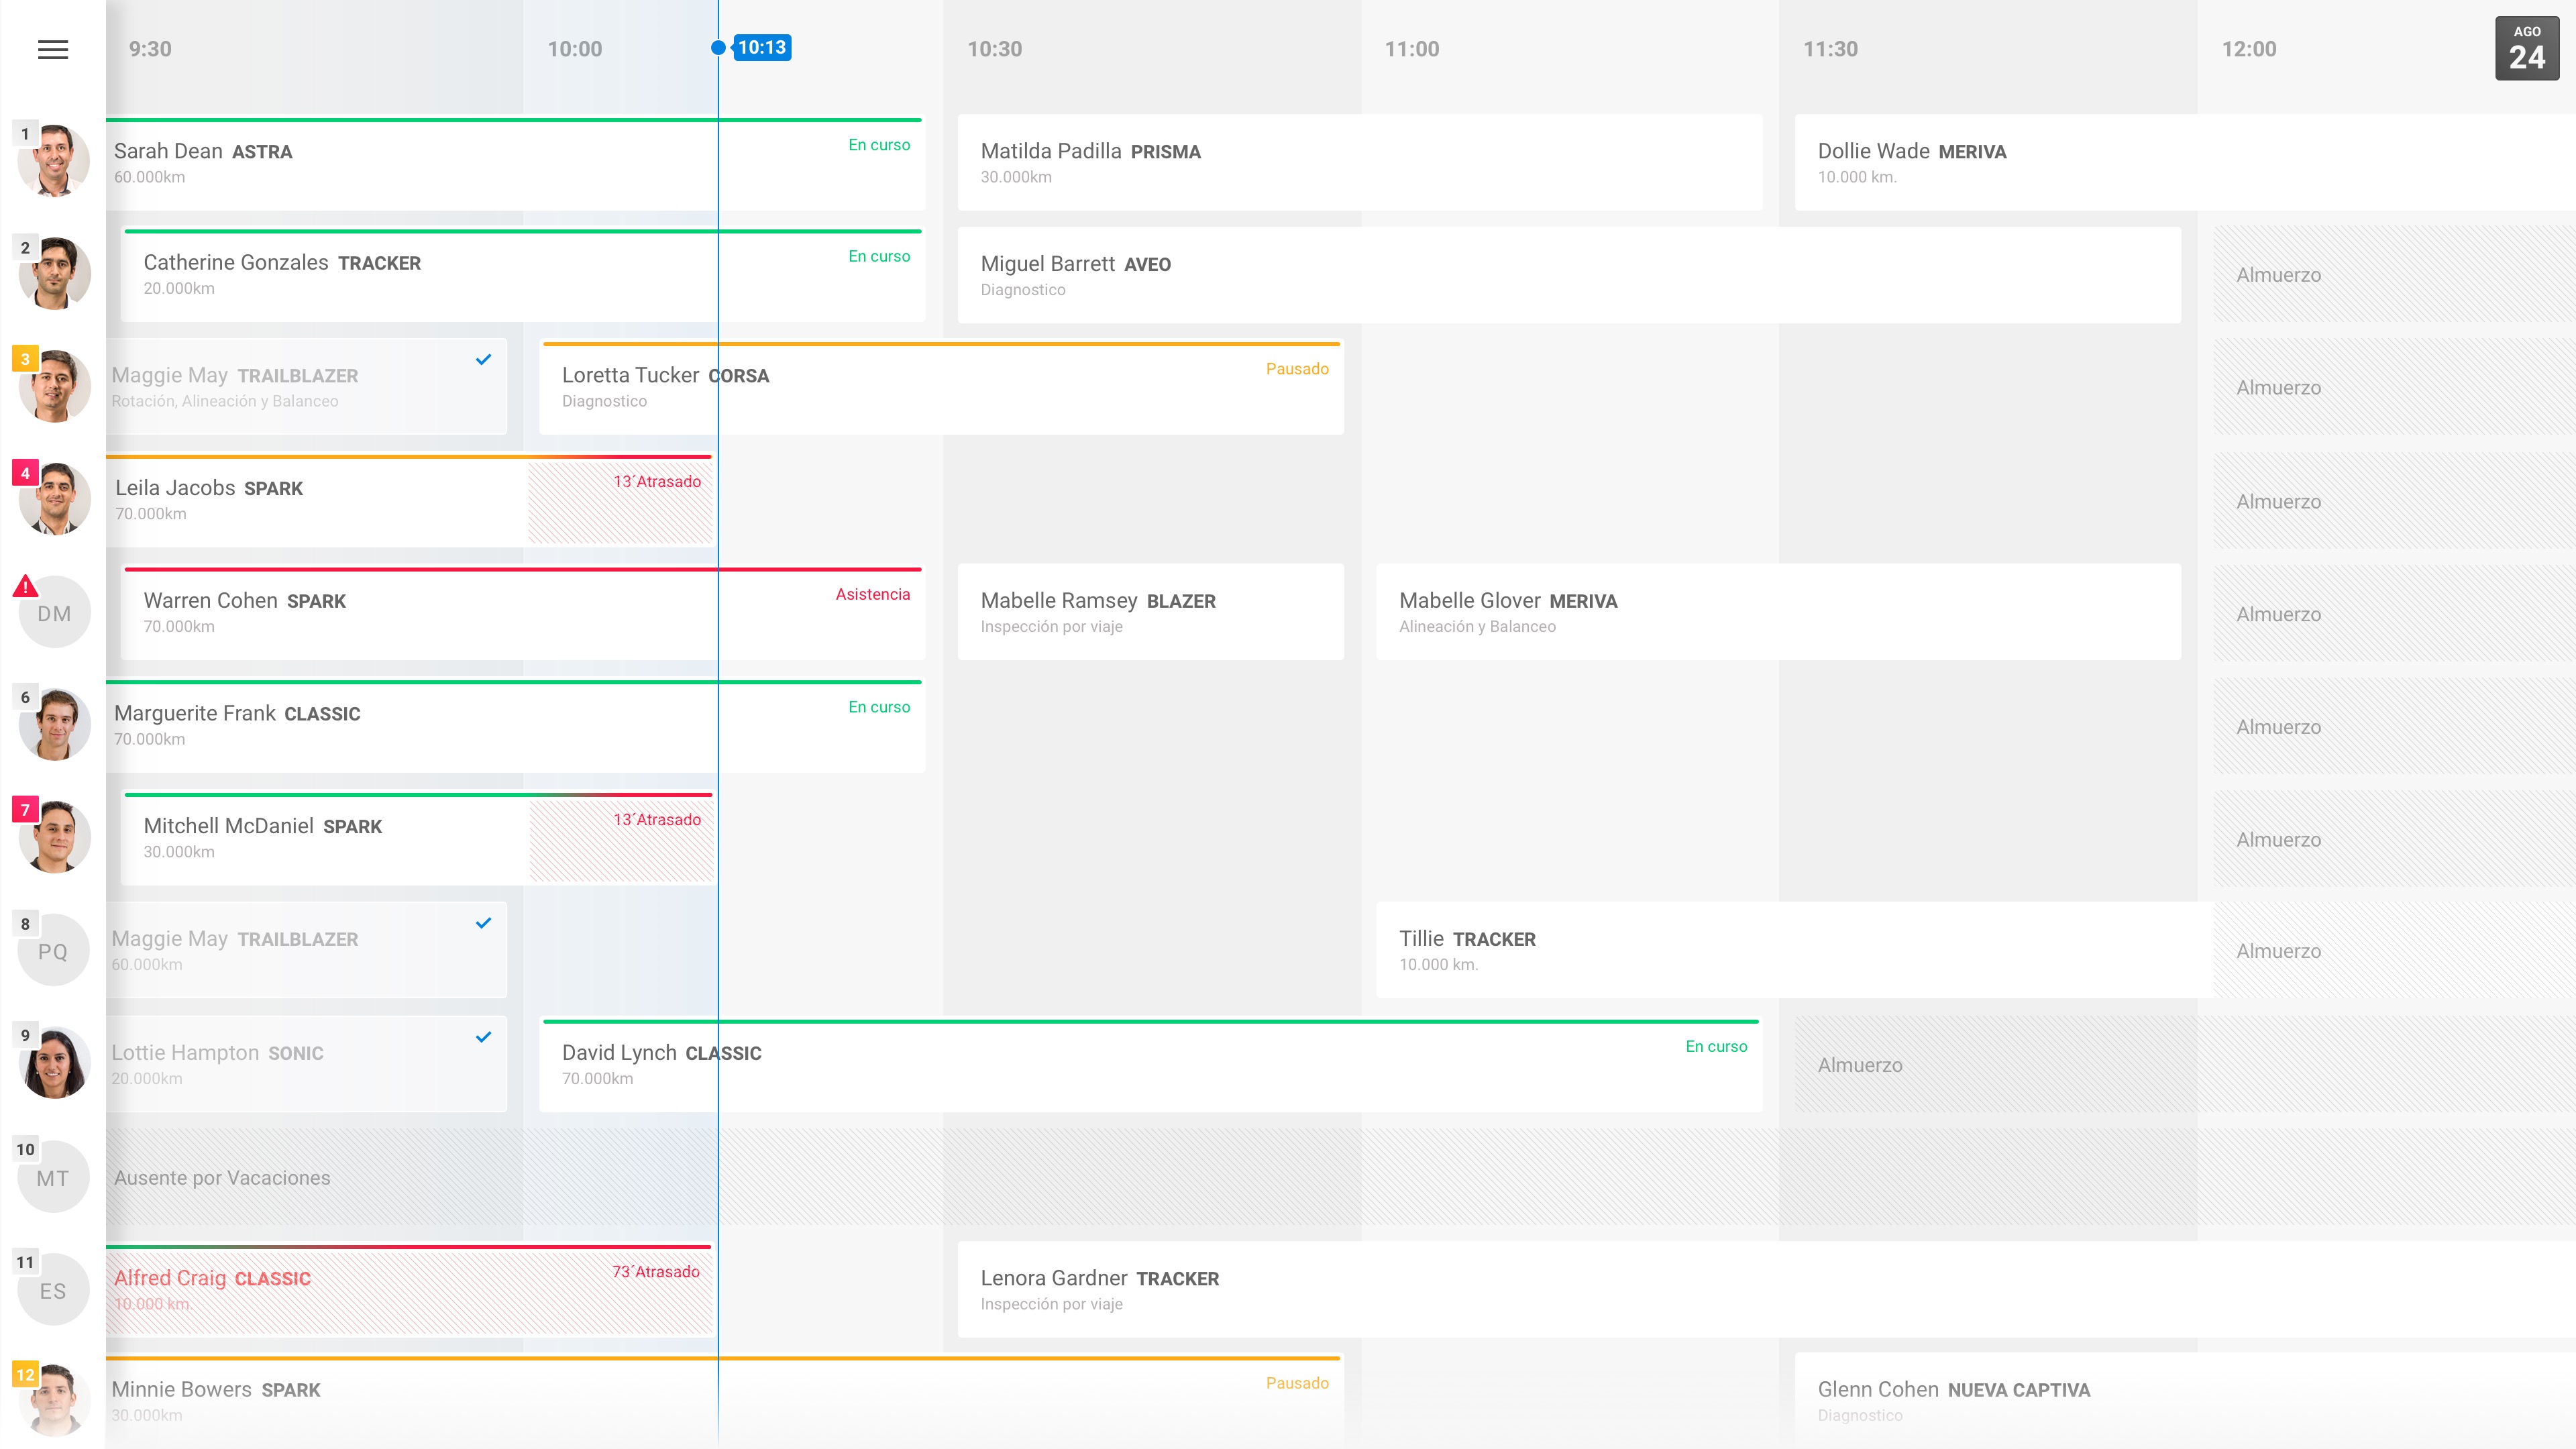 9:30 10:00 10:13 10:30 11:00 11:30 12:00
AGO
24
1
Sarah Dean ASTRA
60.000km
En curso
Matilda Padilla PRISMA
30.000km
Dollie Wade MERIVA
10.000 km.
2
Catherine Gonzales TRACKER
20.000km
En curso
Miguel Barrett AVEO
Diagnostico
Almuerzo
3
Maggie May TRAILBLAZER
Rotación, Alineación y Balanceo
Loretta Tucker CORSA
Diagnostico
Pausado
Almuerzo
4
Leila Jacobs SPARK
70.000km
13´Atrasado
Almuerzo
!
DM
Warren Cohen SPARK
70.000km
Asistencia
Mabelle Ramsey BLAZER
Inspección por viaje
Mabelle Glover MERIVA
Alineación y Balanceo
Almuerzo
6
Marguerite Frank CLASSIC
70.000km
En curso
Almuerzo
7
Mitchell McDaniel SPARK
30.000km
13´Atrasado
Almuerzo
8
PQ
Maggie May TRAILBLAZER
60.000km
Tillie TRACKER
10.000 km.
Almuerzo
9
Lottie Hampton SONIC
20.000km
David Lynch CLASSIC
70.000km
En curso
Almuerzo
10
MT
Ausente por Vacaciones
11
ES
Alfred Craig CLASSIC
10.000 km.
73´Atrasado
Lenora Gardner TRACKER
Inspección por viaje
12
Minnie Bowers SPARK
30.000km
Pausado
Glenn Cohen NUEVA CAPTIVA
Diagnostico